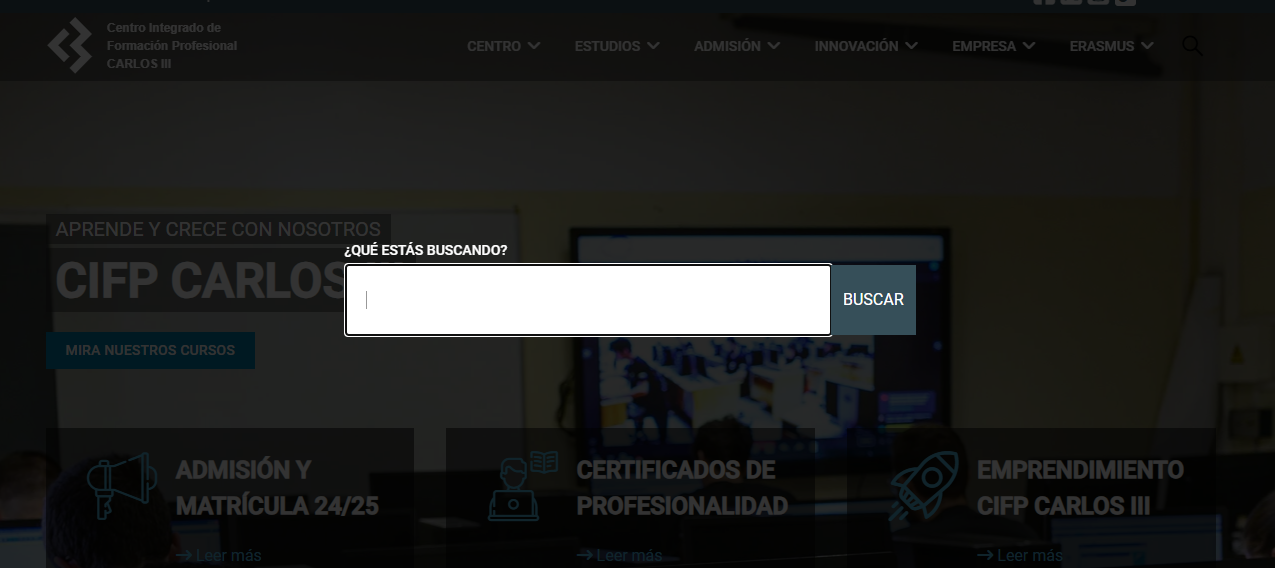 Centro Integrado de
Formación Profesional
CARLOS III
CENTRO
ESTUDIOS
ADMISIÓN
INNOVACIÓN
EMPRESA
ERASMUS
APRENDE Y CRECE CON NOSOTROS
¿QUÉ ESTÁS BUSCANDO?
CIFP CARLOS
BUSCAR
MIRA NUESTROS CURSOS
ADMISIÓN Y
MATRÍCULA 24/25
Leer más
CERTIFICADOS DE
PROFESIONALIDAD
Leer más
EMPRENDIMIENTO
CIFP CARLOS III
Leer más